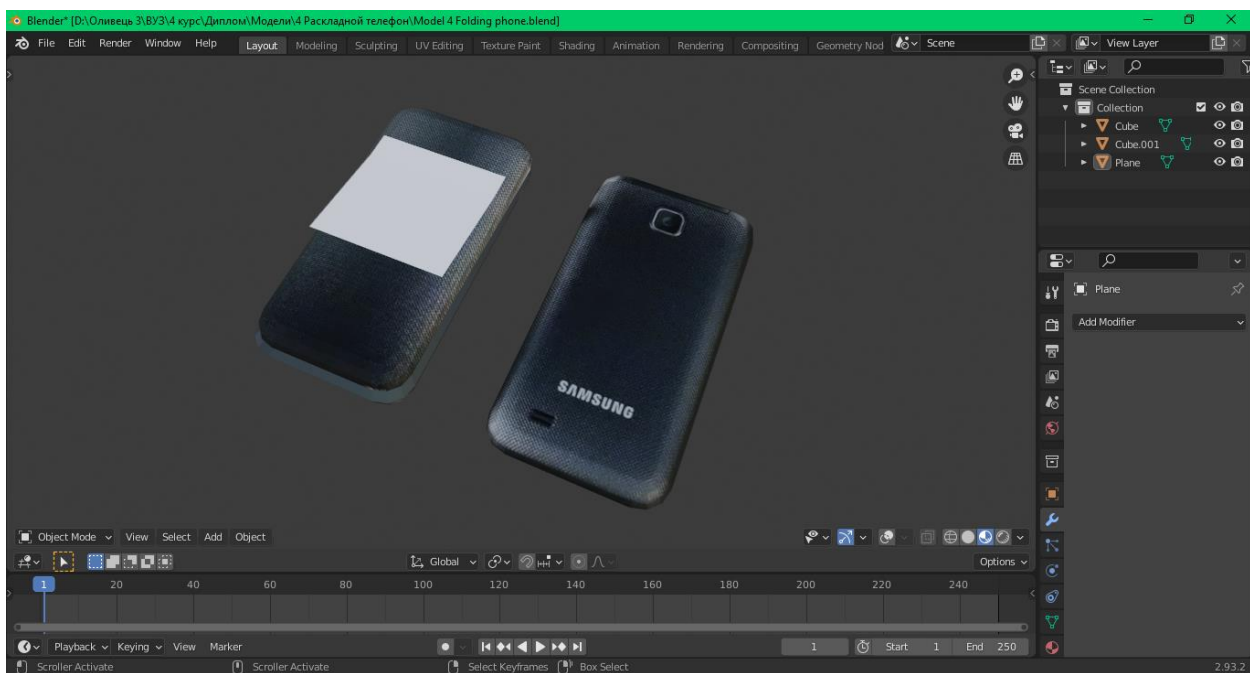 Blender* [D:\Оливець 3\ВУЗ\4 курс\Диплом\Модели\4 Раскладной телефон\Model 4 Folding phone.blend]
File Edit Render Window Help Layout Modeling Sculpting UV Editing Texture Paint Shading Animation Rendering Compositing Geometry Nod Scene View Layer
Scene Collection
Collection
Cube
Cube.001
Plane
SAMSUNG
Plane
Add Modifier
Object Mode View Select Add Object
Global Options
1 20 40 60 80 100 120 140 160 180 200 220 240
Playback Keying View Marker 1 Start 1 End 250
Scroller Activate Scroller Activate Select Keyframes Box Select 2.93.2